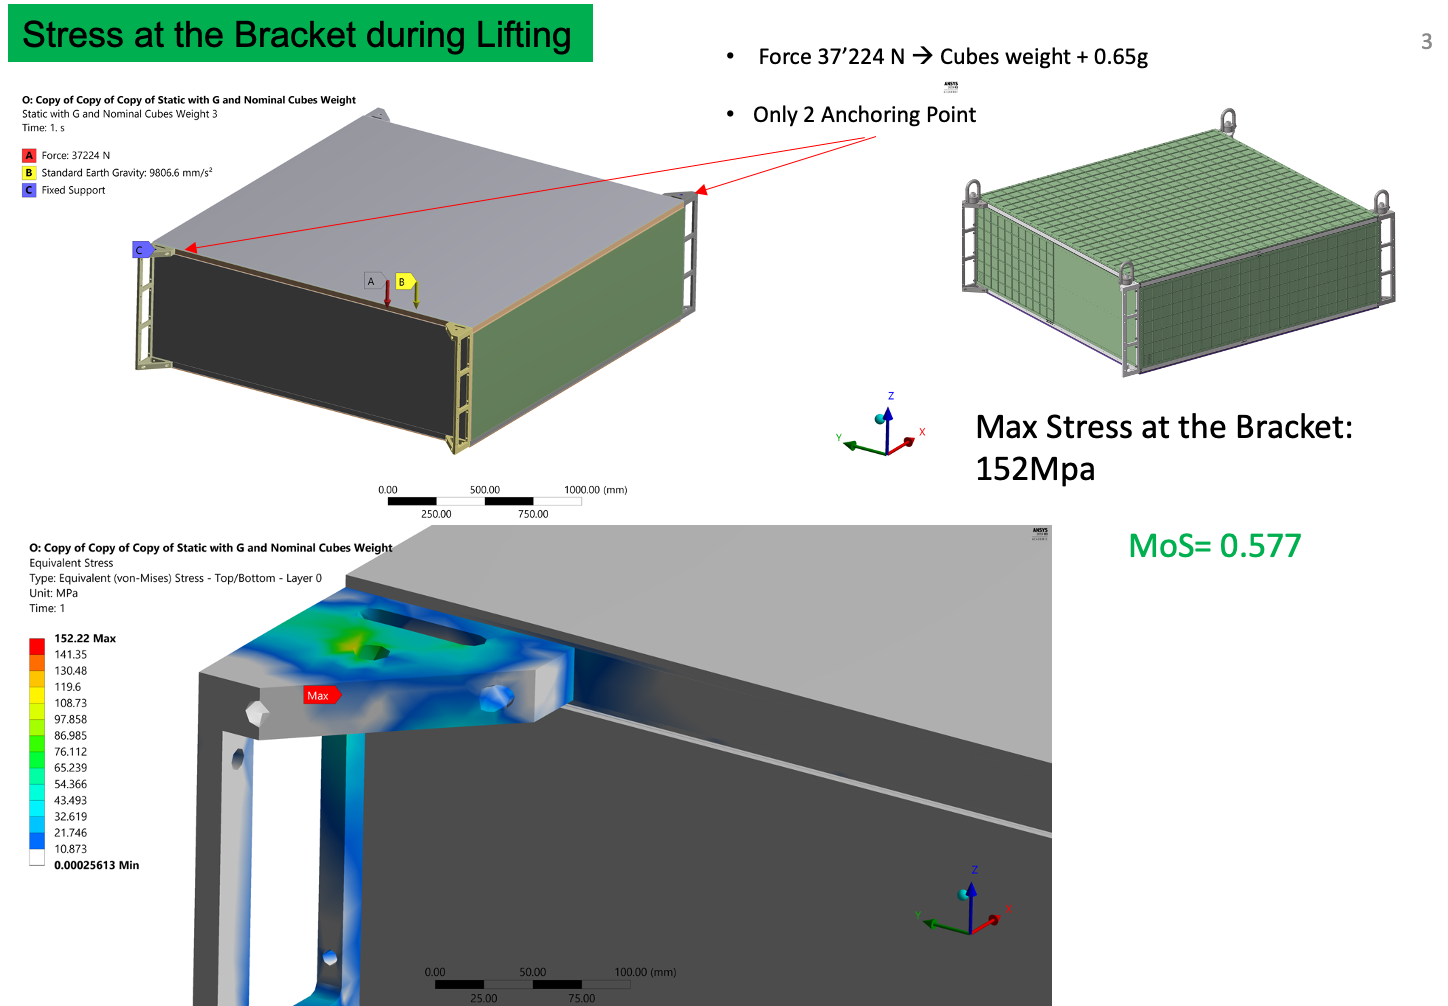 Stress at the Bracket during Lifting
3
• Force 37’224 N → Cubes weight + 0.65g
• Only 2 Anchoring Point
ANSYS
O: Copy of Copy of Copy of Static with G and Nominal Cubes Weight
Static with G and Nominal Cubes Weight 3
Time: 1. s
A Force: 37224 N
B Standard Earth Gravity: 9806.6 mm/s²
C Fixed Support
C
A
B
Z
Y
X
0.00 500.00 1000.00 (mm)
250.00 750.00
Max Stress at the Bracket:
152Mpa
MoS= 0.577
O: Copy of Copy of Copy of Static with G and Nominal Cubes Weight
Equivalent Stress
Type: Equivalent (von-Mises) Stress - Top/Bottom - Layer 0
Unit: MPa
Time: 1
152.22 Max
141.35
130.48
119.6
108.73
97.858
86.985
76.112
65.239
54.366
43.493
32.619
21.746
10.873
0.00025613 Min
ANSYS
Max
Z
Y
X
0.00 50.00 100.00 (mm)
25.00 75.00